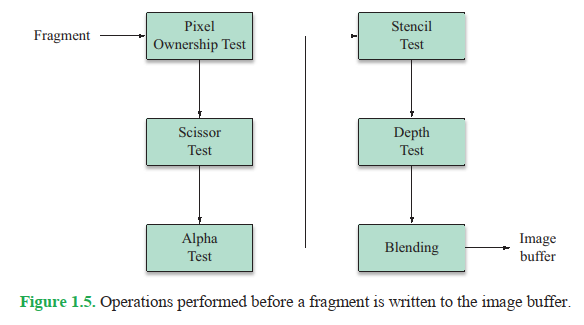 Fragment
Pixel
Ownership Test
Scissor
Test
Alpha
Test
Stencil
Test
Depth
Test
Blending
Image
buffer
Figure 1.5. Operations performed before a fragment is written to the image buffer.